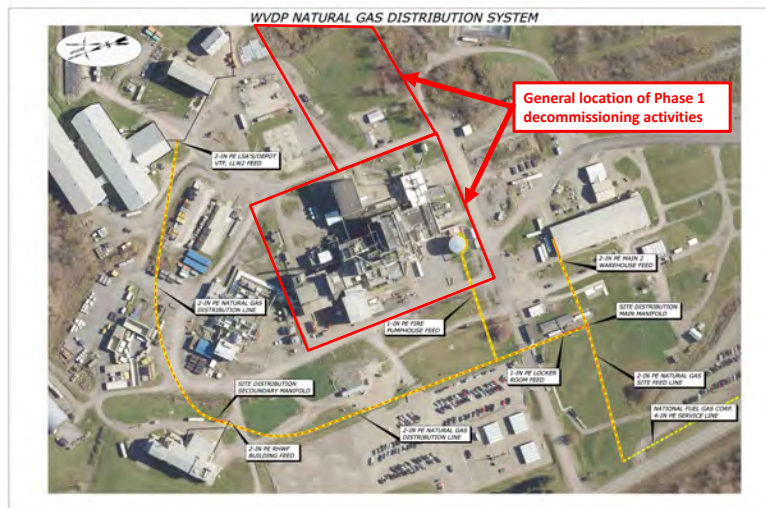 WVDP NATURAL GAS DISTRIBUTION SYSTEM
General location of Phase 1
decommissioning activities
2-IN PE LSA'S/DEPOT
VTF, LLW2 FEED
2-IN PE MAIN 2
WAREHOUSE FEED
2-IN PE NATURAL GAS
DISTRIBUTION LINE
1-IN PE FIRE
PUMPHOUSE FEED
SITE DISTRIBUTION
MAIN MANIFOLD
1-IN PE LOCKER
ROOM FEED
2-IN PE NATURAL GAS
SITE FEED LINE
SITE DISTRIBUTION
SECOUNDARY MANIFOLD
NATIONAL FUEL GAS CORP.
4-IN PE SERVICE LINE
2-IN PE NATURAL GAS
DISTRIBUTION LINE
2-IN PE RHWF
BUILDING FEED